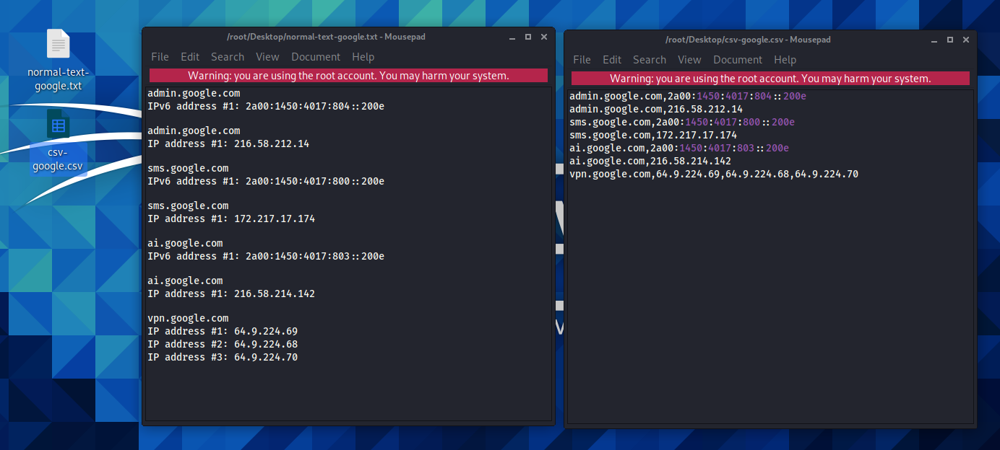 normal-text-
google.txt
csv-
google.csv
/root/Desktop/normal-text-google.txt - Mousepad
File Edit Search View Document Help
Warning: you are using the root account. You may harm your system.
admin.google.com
IPv6 address #1: 2a00:1450:4017:804::200e
admin.google.com
IP address #1: 216.58.212.14
sms.google.com
IPv6 address #1: 2a00:1450:4017:800::200e
sms.google.com
IP address #1: 172.217.17.174
ai.google.com
IPv6 address #1: 2a00:1450:4017:803::200e
ai.google.com
IP address #1: 216.58.214.142
vpn.google.com
IP address #1: 64.9.224.69
IP address #2: 64.9.224.68
IP address #3: 64.9.224.70
/root/Desktop/csv-google.csv - Mousepad
File Edit Search View Document Help
Warning: you are using the root account. You may harm your system.
admin.google.com,2a00:1450:4017:804::200e
admin.google.com,216.58.212.14
sms.google.com,2a00:1450:4017:800::200e
sms.google.com,172.217.17.174
ai.google.com,2a00:1450:4017:803::200e
ai.google.com,216.58.214.142
vpn.google.com,64.9.224.69,64.9.224.68,64.9.224.70